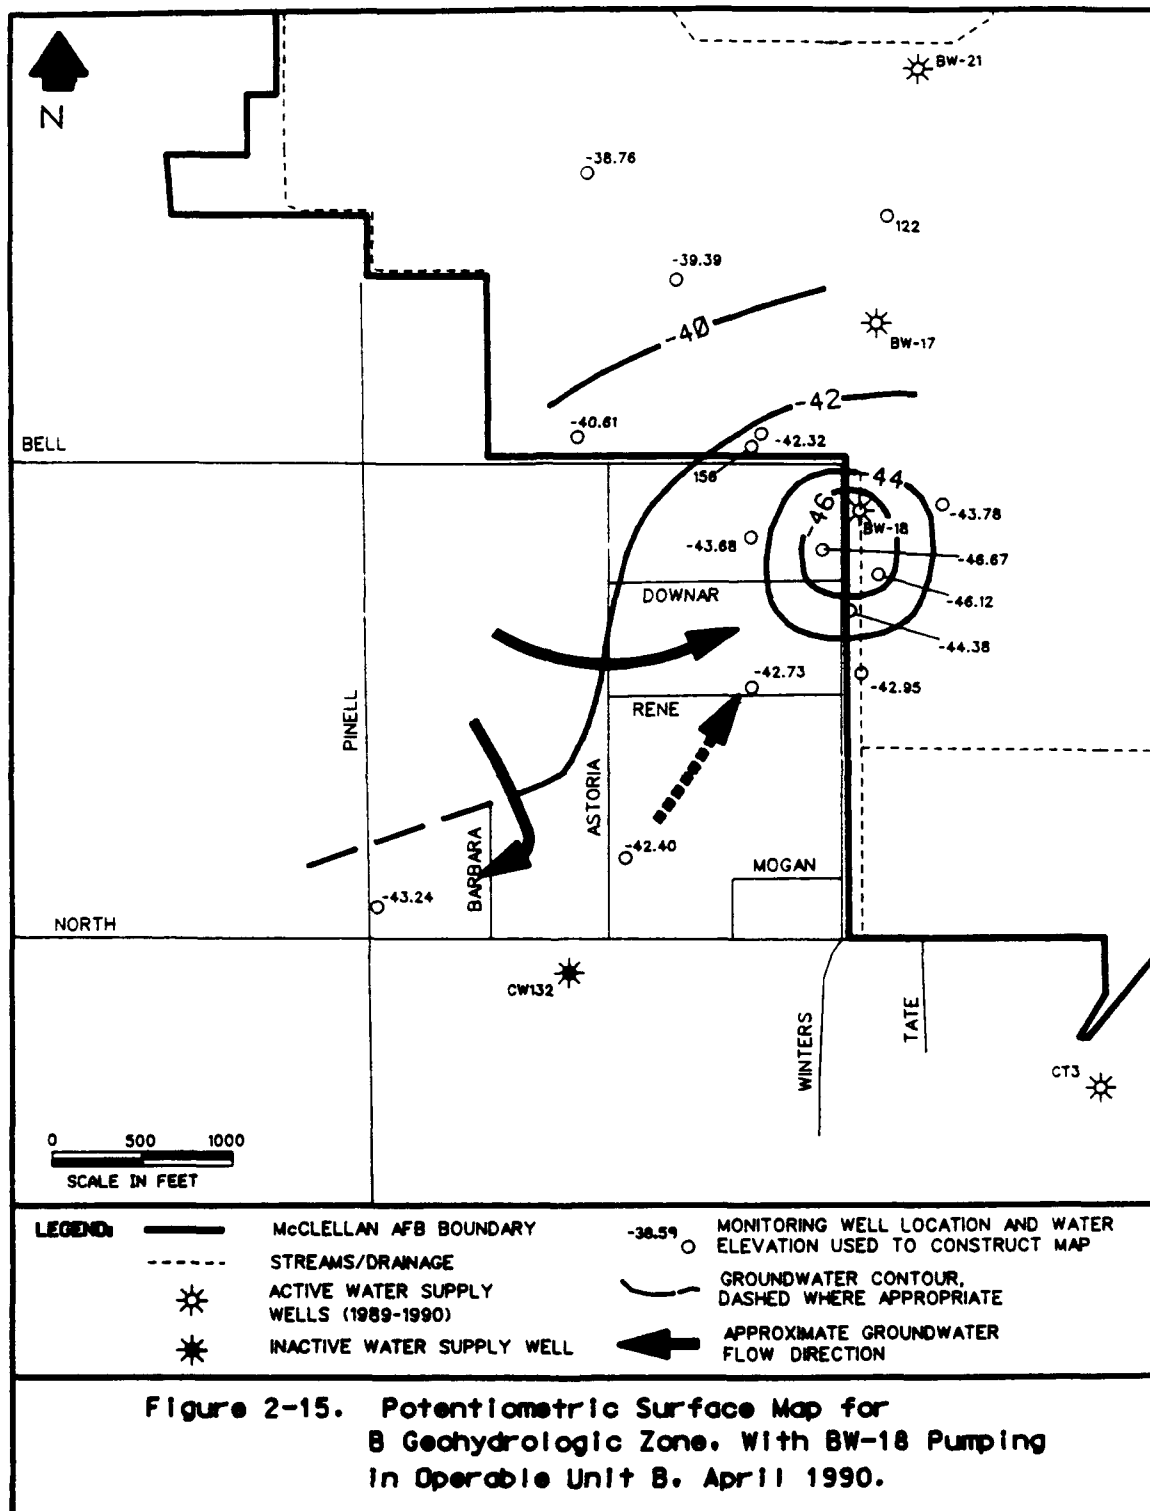 N
BW-21
-38.76
122
-39.39
-40
BW-17
-42
-40.61
-42.32
BELL
156
-44
-46
-43.78
BW-18
-43.68
-46.67
DOWNAR
-46.12
-44.38
-42.73
-42.95
RENE
PINELL
ASTORIA
BARBARA
-42.40
MOGAN
-43.24
NORTH
CW132
WINTERS
TATE
CT3
0 500 1000
SCALE IN FEET
LEGEND:
McCLELLAN AFB BOUNDARY
STREAMS/DRAINAGE
ACTIVE WATER SUPPLY
WELLS (1989-1990)
INACTIVE WATER SUPPLY WELL
-38.59
MONITORING WELL LOCATION AND WATER
ELEVATION USED TO CONSTRUCT MAP
GROUNDWATER CONTOUR,
DASHED WHERE APPROPRIATE
APPROXIMATE GROUNDWATER
FLOW DIRECTION
Figure 2-15. Potentiometric Surface Map for
B Geohydrologic Zone. With BW-18 Pumping
in Operable Unit B. April 1990.